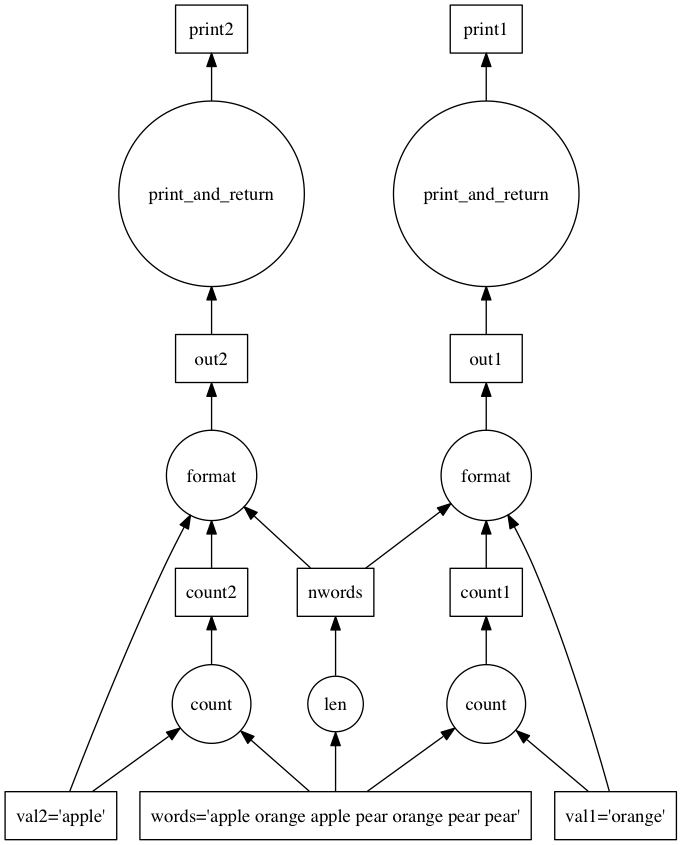 print2
print1
print_and_return
print_and_return
out2
out1
format
format
count2
nwords
count1
count
len
count
val2='apple'
words='apple orange apple pear orange pear pear'
val1='orange'